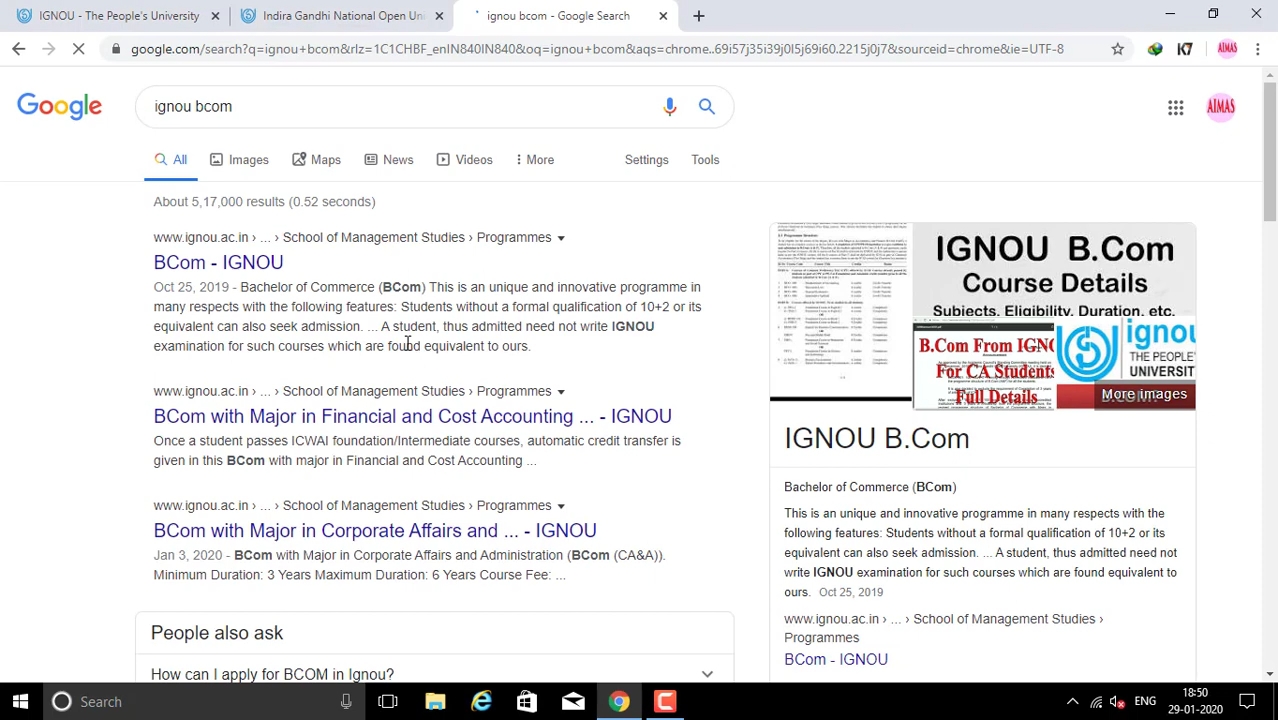 IGNOU - The People's University
Indira Gandhi National Open Uni
ignou bcom - Google Search
google.com/search?q=ignou+bcom&rlz=1C1CHBF_enIN840IN840&oq=ignou+bcom&aqs=chrome..69i57j35i39j0l5j69i60.2215j0j7&sourceid=chrome&ie=UTF-8
K7
AIMAS
Google
ignou bcom
AIMAS
All
Images
Maps
News
Videos
More
Settings
Tools
About 5,17,000 results (0.52 seconds)
www.ignou.ac.in › ... › School of Management Studies › Programmes
BCom - IGNOU
Oct 25, 2019 - Bachelor of Commerce (BCom) This is an unique and innovative programme in
many respects with the following features: Students without a formal qualification of 10+2 or its
equivalent can also seek admission. ... A student, thus admitted need not write IGNOU
examination for such courses which are found equivalent to ours.
www.ignou.ac.in › ... › School of Management Studies › Programmes
BCom with Major in Financial and Cost Accounting ... - IGNOU
Once a student passes ICWAI Foundation/Intermediate courses, automatic credit transfer is
given in this BCom with major in Financial and Cost Accounting ...
www.ignou.ac.in › ... › School of Management Studies › Programmes
BCom with Major in Corporate Affairs and ... - IGNOU
Jan 3, 2020 - BCom with Major in Corporate Affairs and Administration (BCom (CA&A)).
Minimum Duration: 3 Years Maximum Duration: 6 Years Course Fee: ...
People also ask
How can I apply for BCOM in Ignou?
IGNOU B.Com
Course Details
Subjects, Eligibility, Duration, etc.
B.Com From IGNO
For CA Students
Full Details
ignou
THE PEOPLE
UNIVERSIT
More images
IGNOU B.Com
Bachelor of Commerce (BCom)
This is an unique and innovative programme in many respects with the
following features: Students without a formal qualification of 10+2 or its
equivalent can also seek admission. ... A student, thus admitted need not
write IGNOU examination for such courses which are found equivalent to
ours. Oct 25, 2019
www.ignou.ac.in › ... › School of Management Studies ›
Programmes
BCom - IGNOU
Search
ENG
18:50
29-01-2020